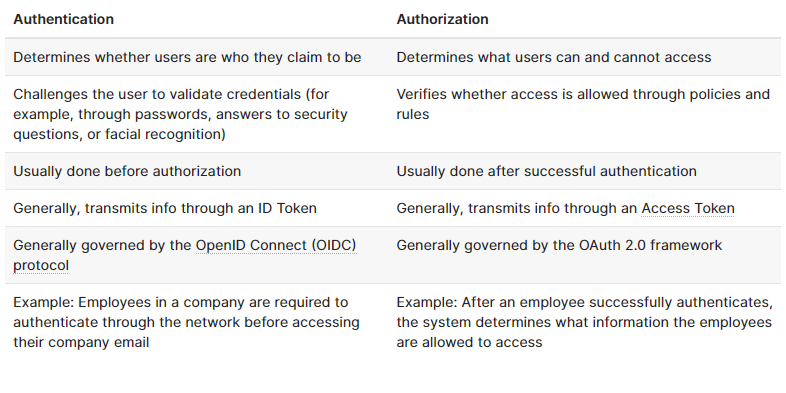 Authentication
Authorization
Determines whether users are who they claim to be
Determines what users can and cannot access
Challenges the user to validate credentials (for
example, through passwords, answers to security
questions, or facial recognition)
Verifies whether access is allowed through policies and
rules
Usually done before authorization
Usually done after successful authentication
Generally, transmits info through an ID Token
Generally, transmits info through an Access Token
Generally governed by the OpenID Connect (OIDC)
protocol
Generally governed by the OAuth 2.0 framework
Example: Employees in a company are required to
authenticate through the network before accessing
their company email
Example: After an employee successfully authenticates,
the system determines what information the employees
are allowed to access